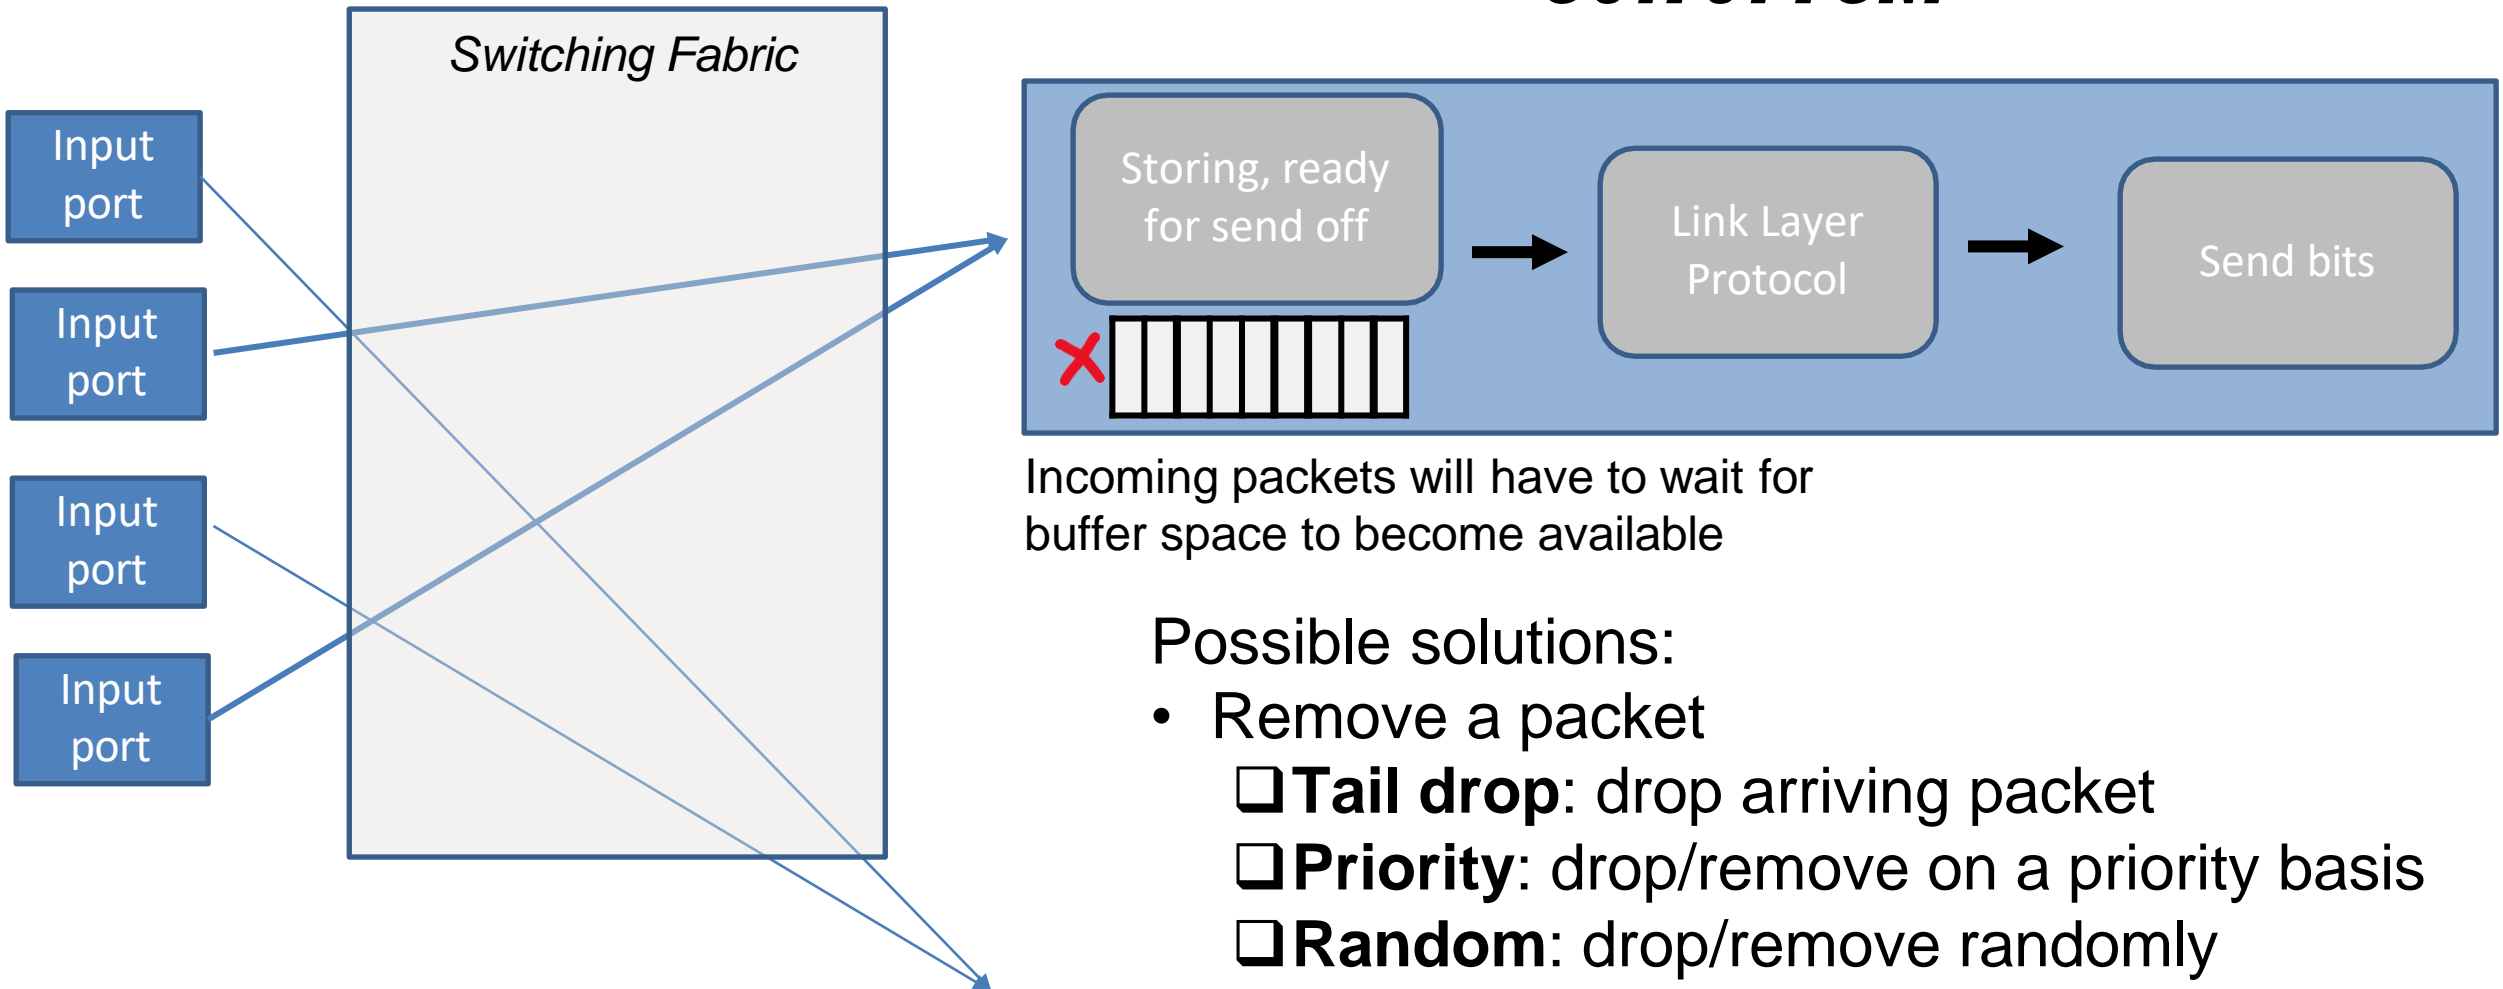 Switching Fabric
Input
port
Input
port
Input
port
Input
port
Storing, ready
for send off
Link Layer
Protocol
Send bits
Incoming packets will have to wait for
buffer space to become available
Possible solutions:
• Remove a packet
❑Tail drop: drop arriving packet
❑Priority: drop/remove on a priority basis
❑Random: drop/remove randomly